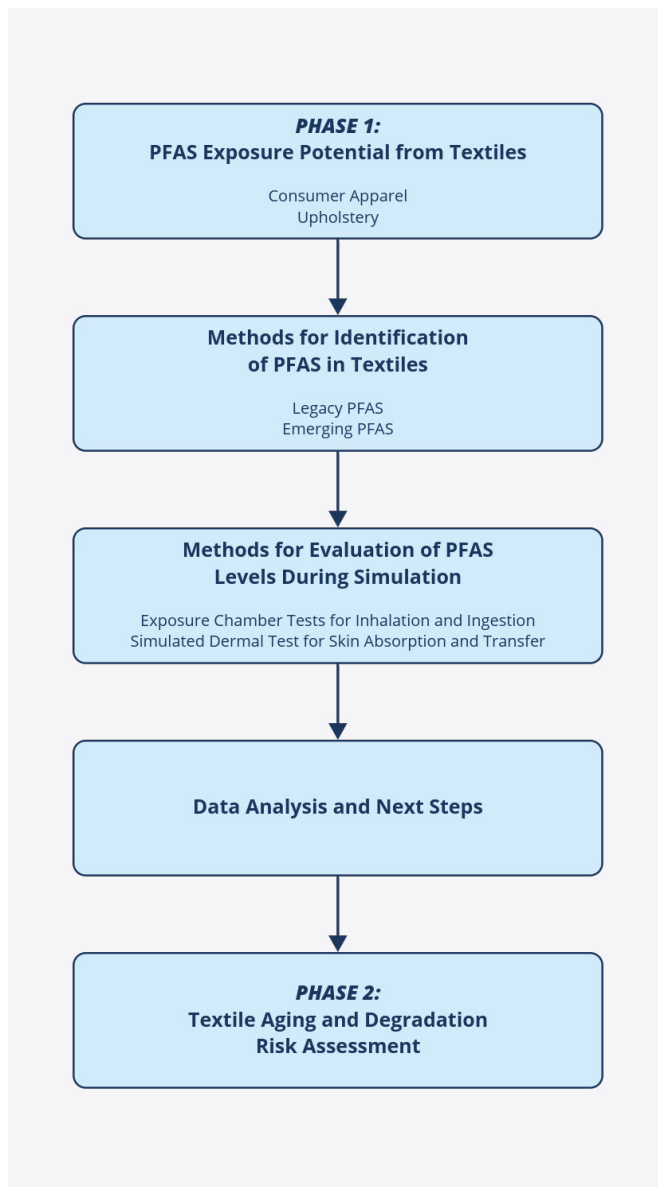 PHASE 1:
PFAS Exposure Potential from Textiles
Consumer Apparel
Upholstery
Methods for Identification
of PFAS in Textiles
Legacy PFAS
Emerging PFAS
Methods for Evaluation of PFAS
Levels During Simulation
Exposure Chamber Tests for Inhalation and Ingestion
Simulated Dermal Test for Skin Absorption and Transfer
Data Analysis and Next Steps
PHASE 2:
Textile Aging and Degradation
Risk Assessment